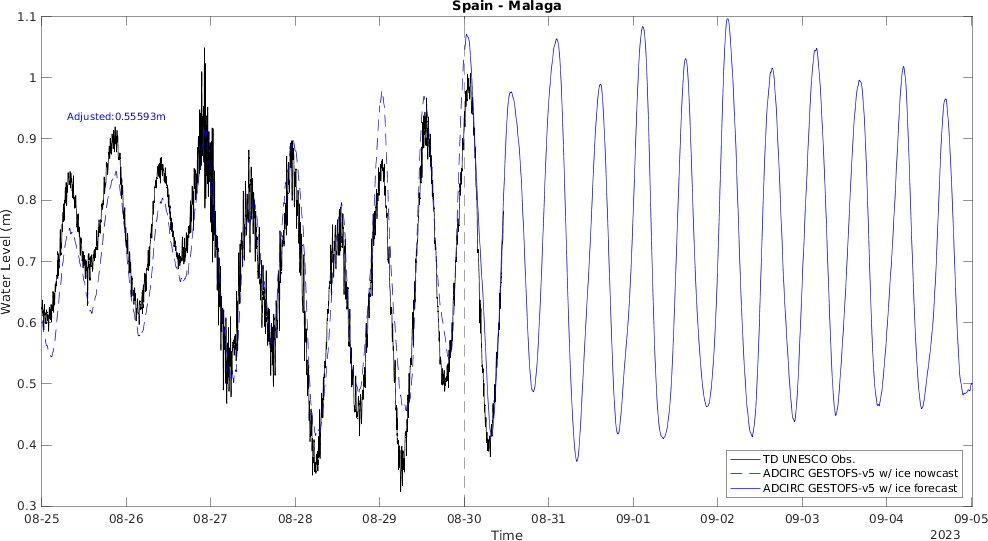 Spain - Malaga
1.1
1
0.9
0.8
0.7
0.6
0.5
0.4
0.3
Water Level (m)
Adjusted:0.55593m
TD UNESCO Obs.
ADCIRC GESTOFS-v5 w/ ice nowcast
ADCIRC GESTOFS-v5 w/ ice forecast
08-25 08-26 08-27 08-28 08-29 08-30 08-31 09-01 09-02 09-03 09-04 09-05
Time
2023